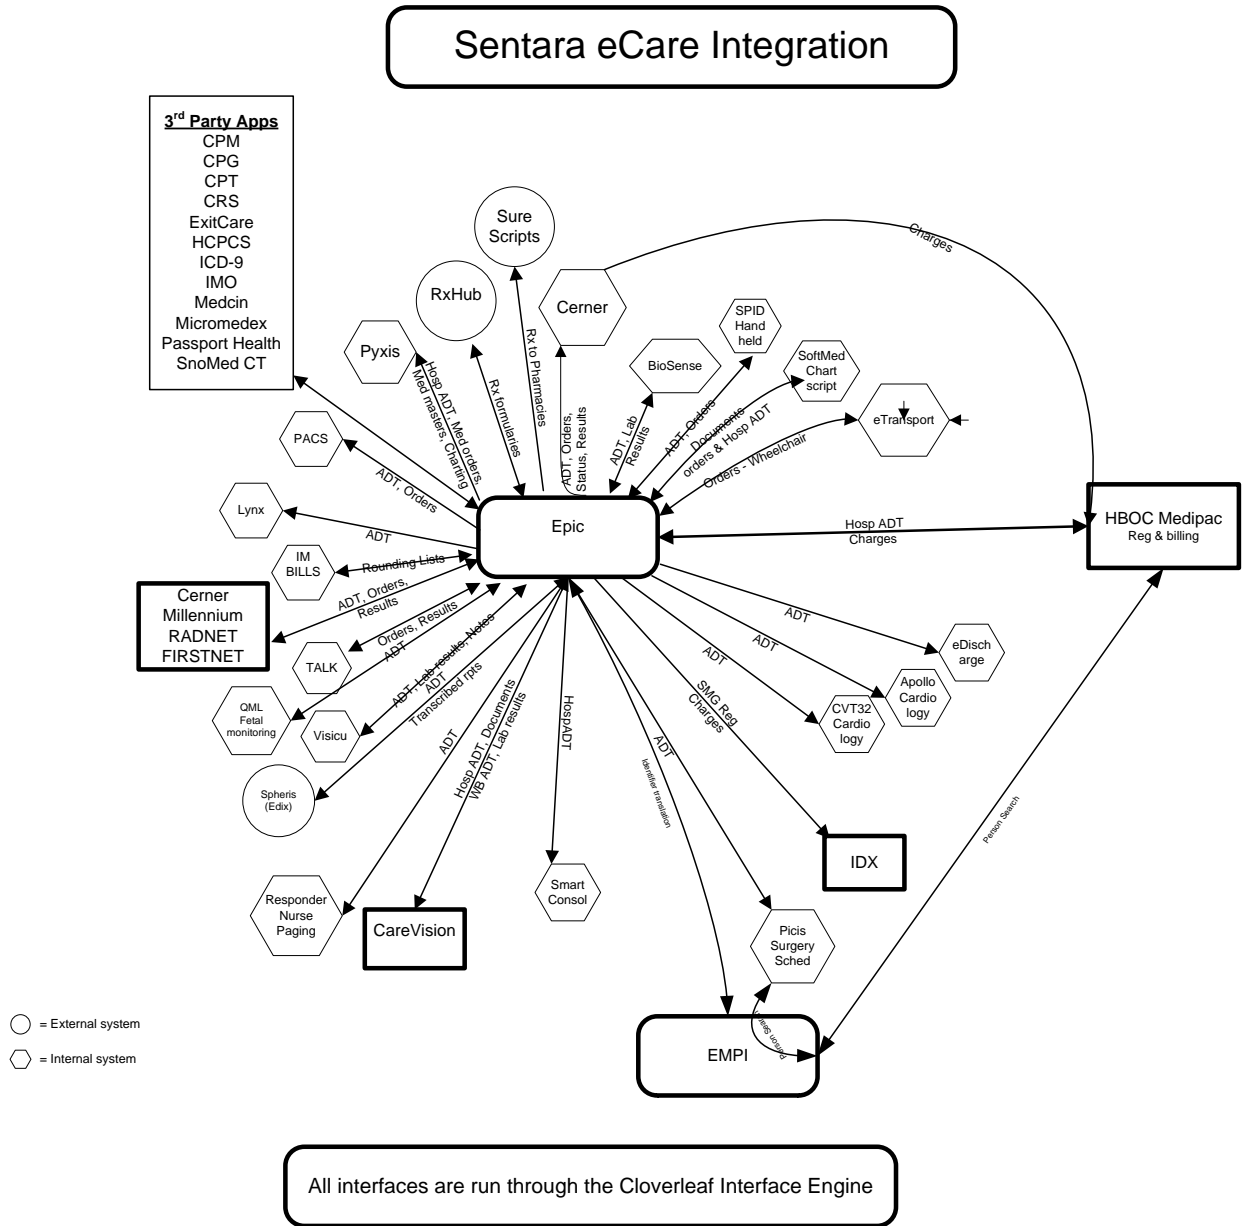 Sentara eCare Integration
3rd Party Apps
CPM
CPG
CPT
CRS
ExitCare
HCPCS
ICD-9
IMO
Medcin
Micromedex
Passport Health
SnoMed CT
Sure
Scripts
RxHub
Cerner
Charges
Pyxis
SPID
Hand
held
BioSense
SoftMed
Chart
script
eTransport
PACS
Lynx
IM
BILLS
Hosp ADT, Med orders,
Med masters, Charting
Rx formularies
Rx to Pharmacies
ADT, Orders,
Status, Results
ADT, Lab
Results
ADT, Orders
Documents
orders & Hosp ADT
Orders - Wheelchair
ADT, Orders
ADT
Rounding Lists
Epic
Hosp ADT
Charges
HBOC Medipac
Reg & billing
Cerner
Millennium
RADNET
FIRSTNET
ADT, Orders,
Results
Orders, Results
TALK
ADT
QML
Fetal
monitoring
ADT, Lab results, Notes
Visicu
ADT
Transcribed rpts
Spheris
(Edix)
ADT
Responder
Nurse
Paging
Hosp ADT, Documents
WB ADT, Lab results
CareVision
HospADT
Smart
Consol
Identifier translation
ADT
Picis
Surgery
Sched
SMG Reg
Charges
IDX
ADT
CVT32
Cardio
logy
ADT
Apollo
Cardio
logy
ADT
eDisch
arge
Person Search
Person Search
EMPI
= External system
= Internal system
All interfaces are run through the Cloverleaf Interface Engine